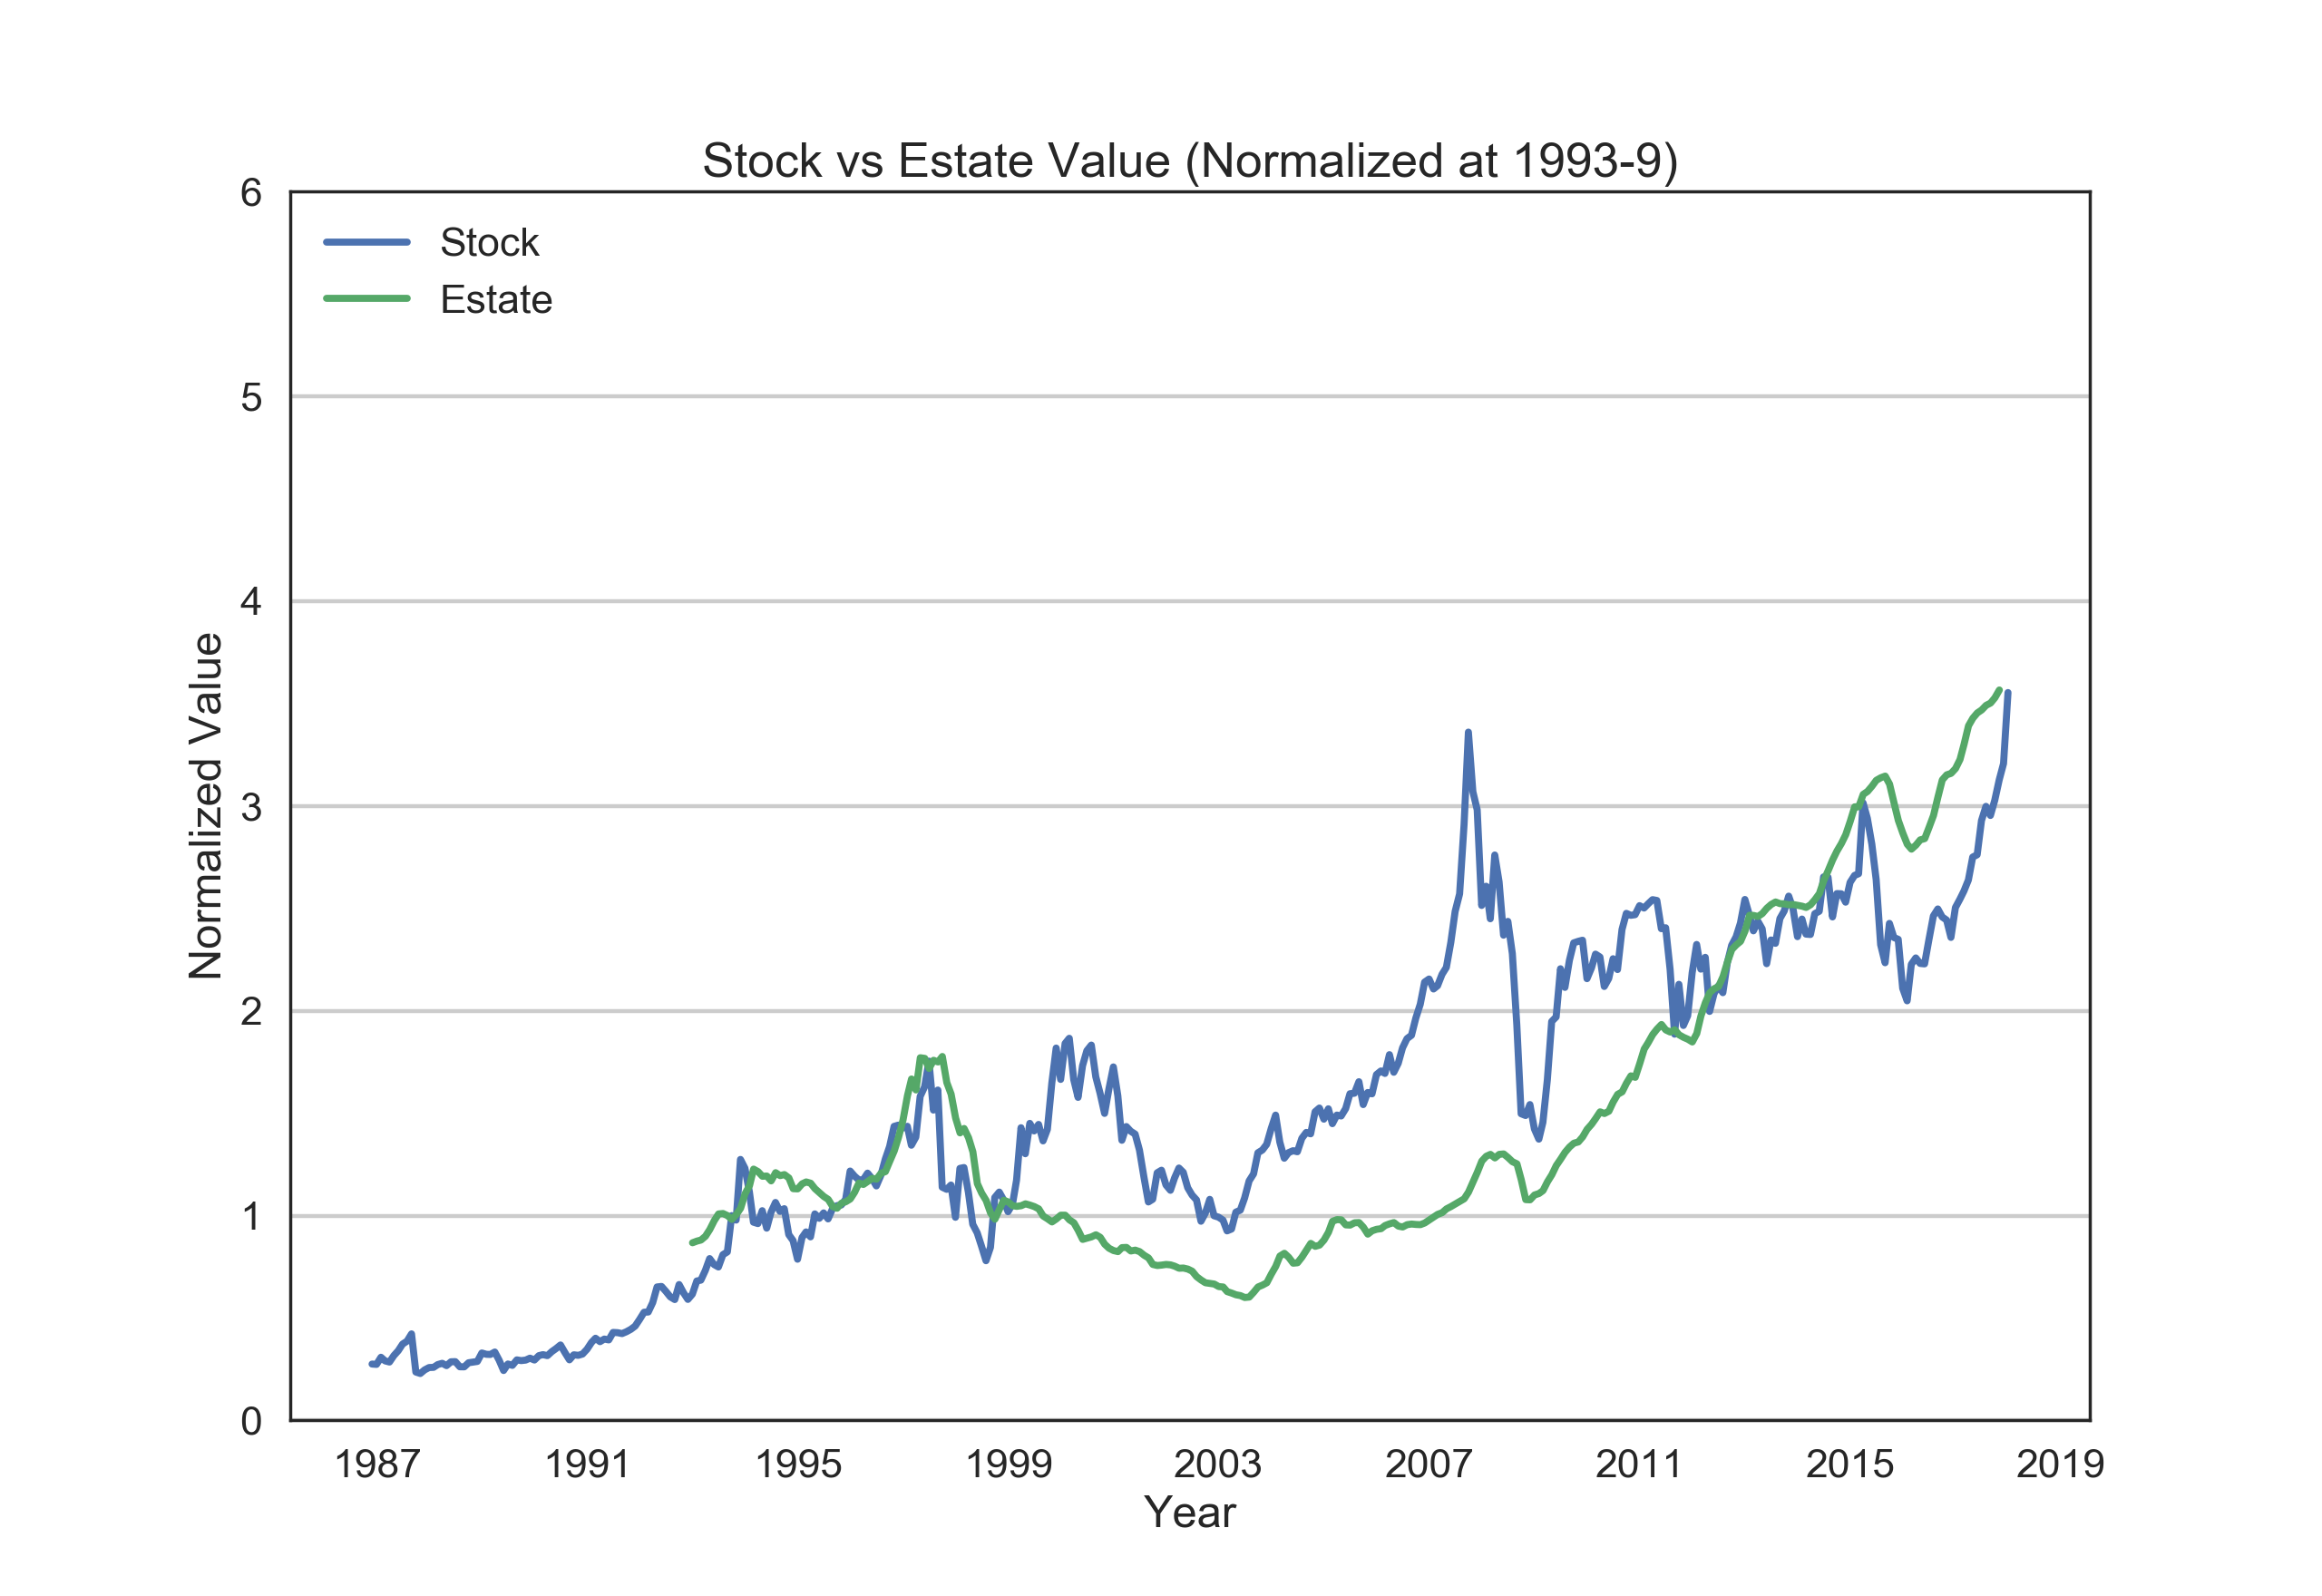 Stock vs Estate Value (Normalized at 1993-9)
6
Stock
Estate
5
4
3
2
1
0
Normalized Value
1987 1991 1995 1999 2003 2007 2011 2015 2019
Year